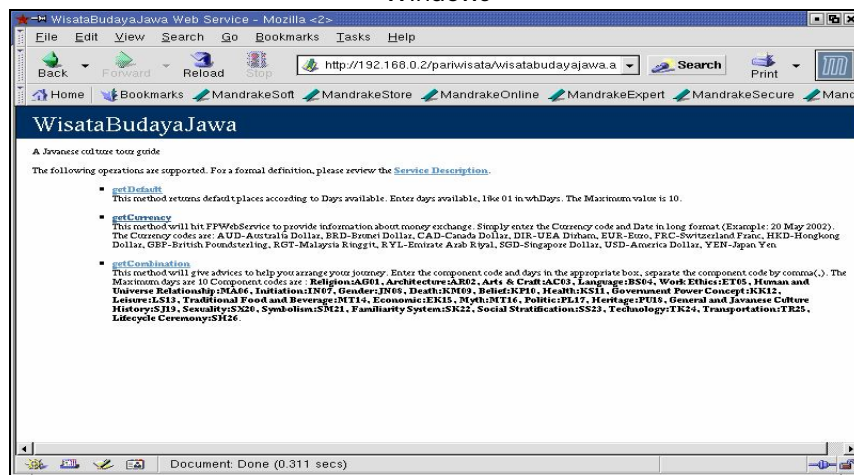 Windows
WisataBudayaJawa Web Service - Mozilla <2>
File Edit View Search Go Bookmarks Tasks Help
Back Forward Reload Stop http://192.168.0.2/pariwisata/wisatabudayajawa.a Search Print
Home Bookmarks MandrakeSoft MandrakeStore MandrakeOnline MandrakeExpert MandrakeSecure Mand
WisataBudayaJawa
A Javanese culture tour guide
The following operations are supported. For a formal definition, please review the Service Description.
getDefault
This method returns default places according to Days available. Enter days available, like 01 in whDays. The Maximum value is 10.
getCurrency
This method will hit FPWebService to provide information about money exchange. Simply enter the Currency code and Date in long format (Example: 20 May 2002).
The Currency codes are: AUD-Australia Dollar, BRD-Brunei Dollar, CAD-Canada Dollar, DIR-UEA Dirham, EUR-Euro, FRC-Switzerland Franc, HKD-Hongkong
Dollar, GBP-British Poundsterling, RGT-Malaysia Ringgit, RYL-Emirate Arab Riyal, SGD-Singapore Dollar, USD-America Dollar, YEN-Japan Yen
getCombination
This method will give advices to help you arrange your journey. Enter the component code and days in the appropriate box, separate the component code by comma(,). The
Maximum days are 10 Component codes are : Religion:AG01, Architecture:AR02, Arts & Craft:AC03, Language:BS04, Work Ethics:ET05, Human and
Universe Relationship:MA06, Initiation:IN07, Gender:JN08, Death:KM09, Belief:KP10, Health:KS11, Government Power Concept:KK12,
Leisure:LS13, Traditional Food and Beverage:MT14, Economic:EK15, Myth:MT16, Politic:PL17, Heritage:PU18, General and Javanese Culture
History:SJ19, Sexuality:SX20, Symbolism:SM21, Familiarity System:SK22, Social Stratification:SS23, Technology:TK24, Transportation:TR25,
Lifecycle Ceremony:SH26.
Document: Done (0.311 secs)